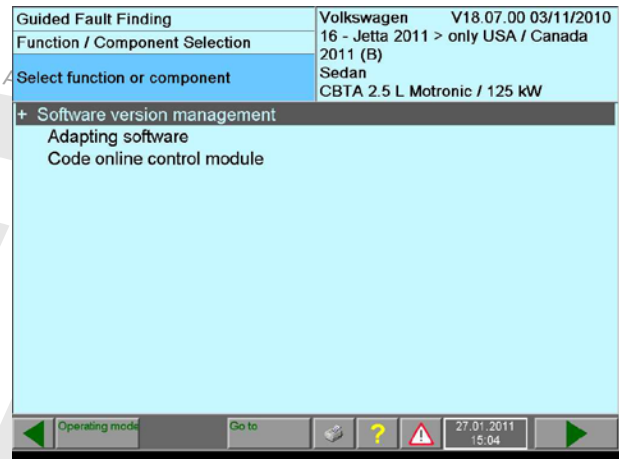 Guided Fault Finding
Function / Component Selection
Select function or component
Volkswagen V18.07.00 03/11/2010
16 - Jetta 2011 > only USA / Canada
2011 (B)
Sedan
CBTA 2.5 L Motronic / 125 kW
+ Software version management
Adapting software
Code online control module
Operating mode
Go to
?
27.01.2011
15:04